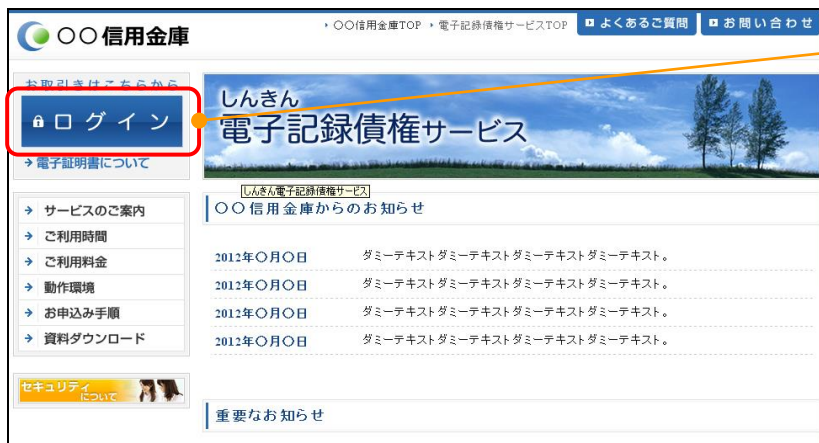 〇〇信用金庫
〇〇信用金庫TOP 電子記録債権サービスTOP よくあるご質問 お問い合わせ
お取引きはこちらから
ログイン
電子証明書について
しんきん
電子記録債権サービス
しんきん電子記録債権サービス
サービスのご案内
ご利用時間
ご利用料金
動作環境
お申込み手順
資料ダウンロード
セキュリティ
について
〇〇信用金庫からのお知らせ
2012年〇月〇日 ダミーテキストダミーテキストダミーテキストダミーテキスト。
2012年〇月〇日 ダミーテキストダミーテキストダミーテキストダミーテキスト。
2012年〇月〇日 ダミーテキストダミーテキストダミーテキストダミーテキスト。
2012年〇月〇日 ダミーテキストダミーテキストダミーテキストダミーテキスト。
重要なお知らせ